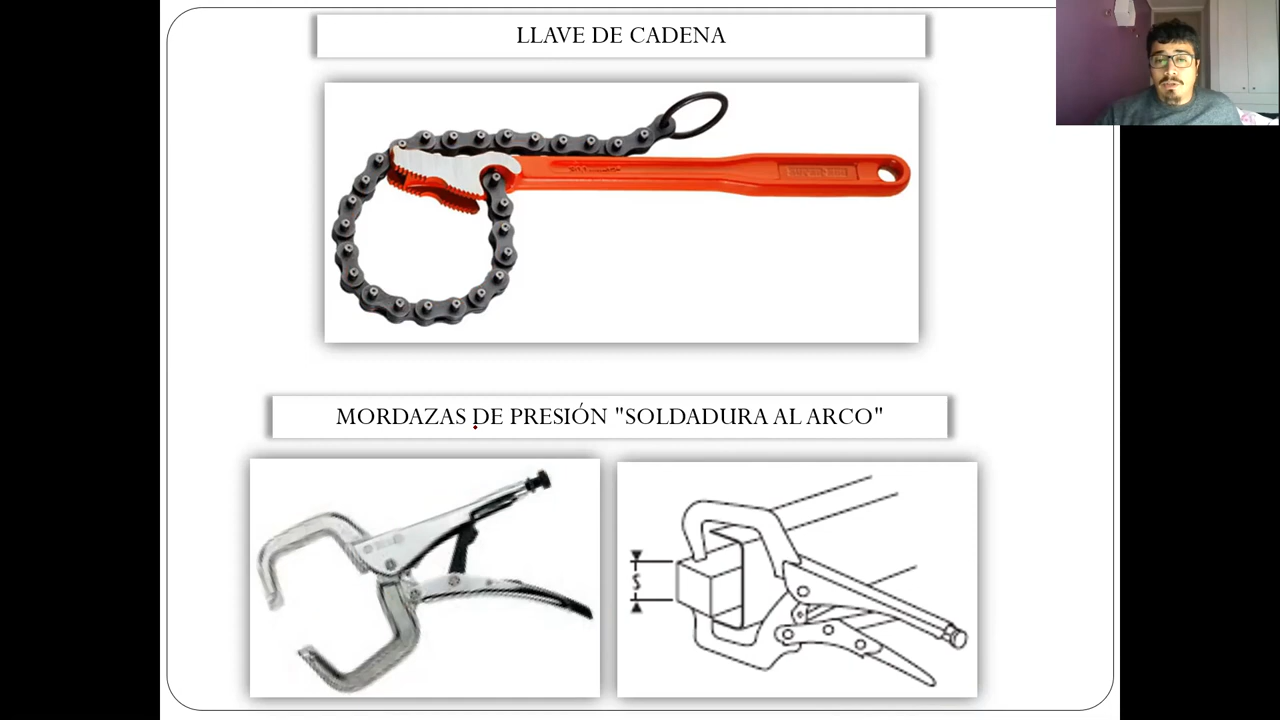 LLAVE DE CADENA
MORDAZAS DE PRESIÓN "SOLDADURA AL ARCO"
S